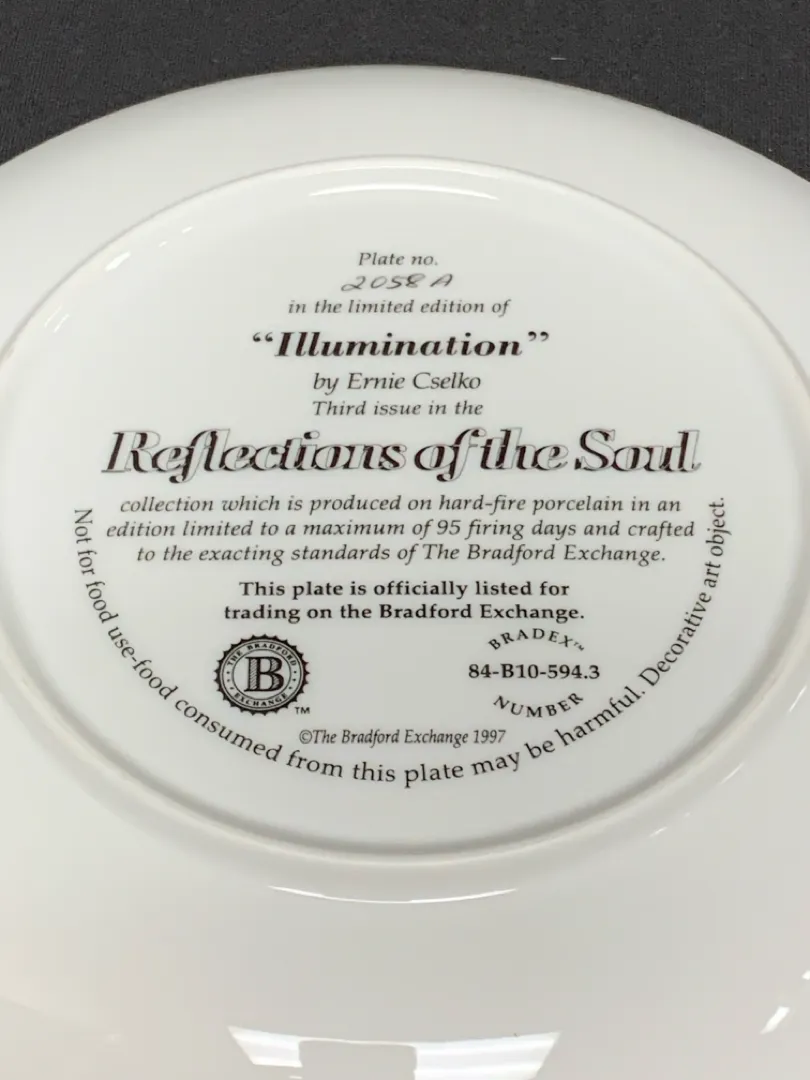 Plate no.
2058 A
in the limited edition of
“Illumination”
by Ernie Cselko
Third issue in the
Reflections of the Soul
collection which is produced on hard-fire porcelain in an
edition limited to a maximum of 95 firing days and crafted
to the exacting standards of The Bradford Exchange.
This plate is officially listed for
trading on the Bradford Exchange.
THE BRADFORD
B
EXCHANGE
TM
BRADEX™
84-B10-594.3
NUMBER
©The Bradford Exchange 1997
Not for food use-food consumed from this plate may be harmful. Decorative art object.